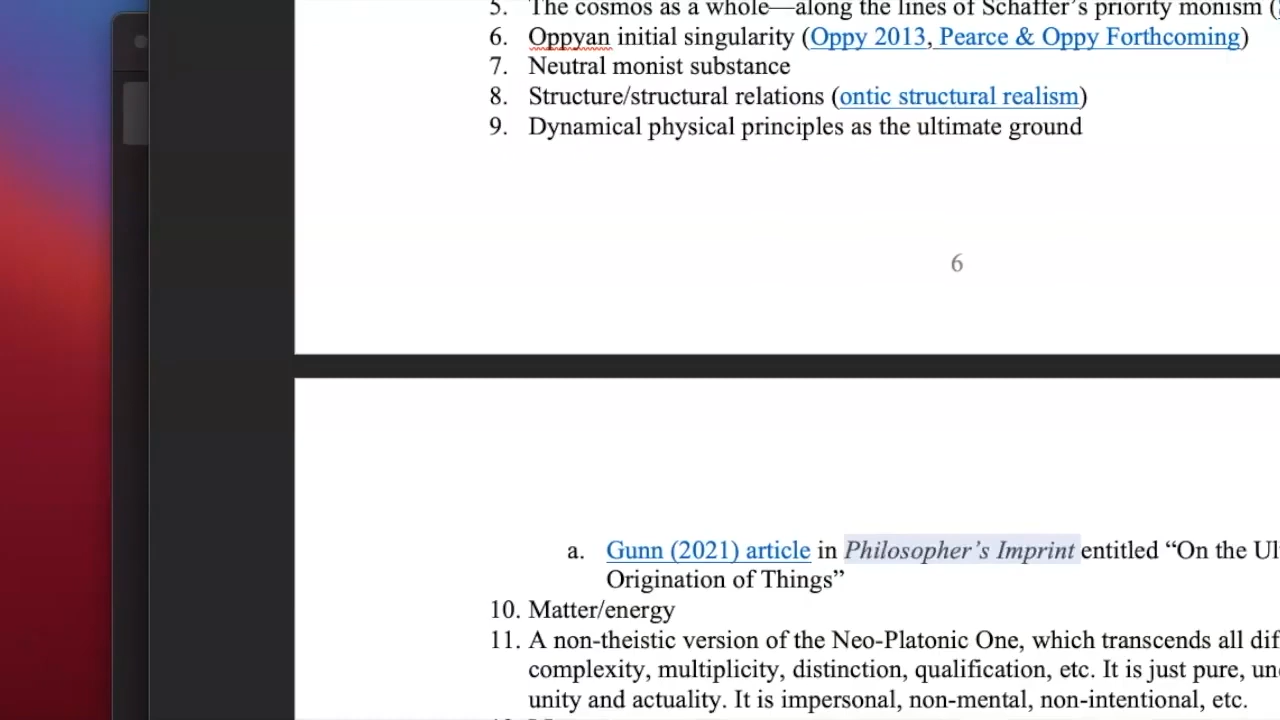 5. The cosmos as a whole—along the lines of Schaffer's priority monism (
6. Oppyan initial singularity (Oppy 2013, Pearce & Oppy Forthcoming)
7. Neutral monist substance
8. Structure/structural relations (ontic structural realism)
9. Dynamical physical principles as the ultimate ground
6
a. Gunn (2021) article in Philosopher's Imprint entitled “On the
Origination of Things”
10. Matter/energy
11. A non-theistic version of the Neo-Platonic One, which transcends all
complexity, multiplicity, distinction, qualification, etc. It is just pure,
unity and actuality. It is impersonal, non-mental, non-intentional, etc.